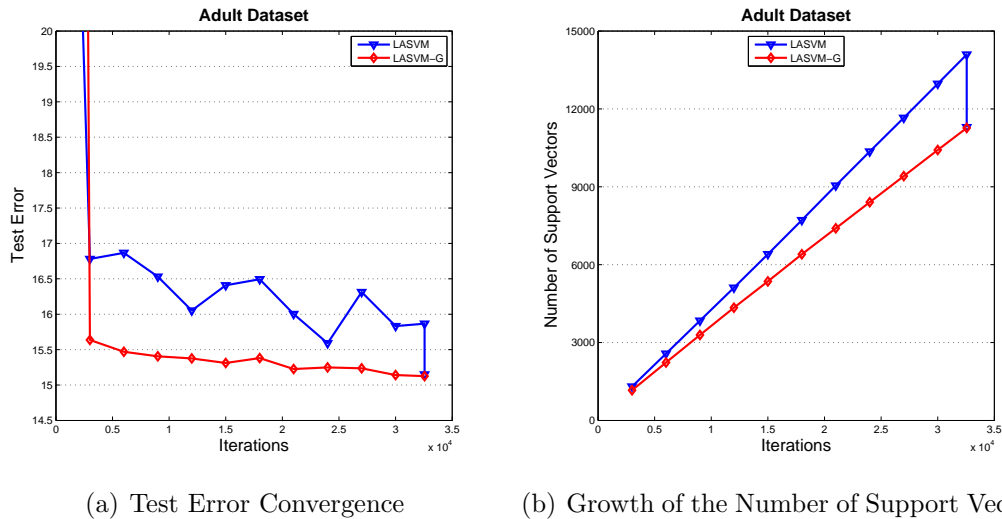 Adult Dataset
20
19.5
19
18.5
18
17.5
17
16.5
16
15.5
15
14.5
Test Error
LASVM
LASVM-G
0
0.5
1
1.5
2
2.5
3
3.5
x 10^4
Iterations
(a) Test Error Convergence
Adult Dataset
15000
12000
9000
6000
3000
0
Number of Support Vectors
LASVM
LASVM-G
0
0.5
1
1.5
2
2.5
3
3.5
x 10^4
Iterations
(b) Growth of the Number of Support Vec